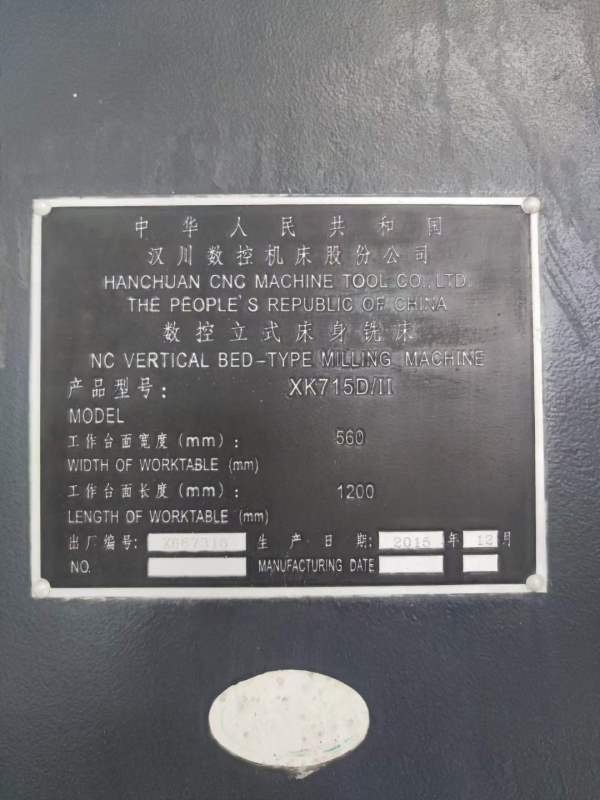 中华人民共和国
汉川数控机床股份公司
HANCHUAN CNC MACHINE TOOL CO., LTD.
THE PEOPLE'S REPUBLIC OF CHINA
数控立式床身铣床
NC VERTICAL BED-TYPE MILLING MACHINE
产品型号: XK715D/II
MODEL
工作台面宽度(mm): 560
WIDTH OF WORKTABLE (mm)
工作台面长度(mm): 1200
LENGTH OF WORKTABLE (mm)
出厂编号: 生产日期: 2015 年 12 月
NO. MANUFACTURING DATE